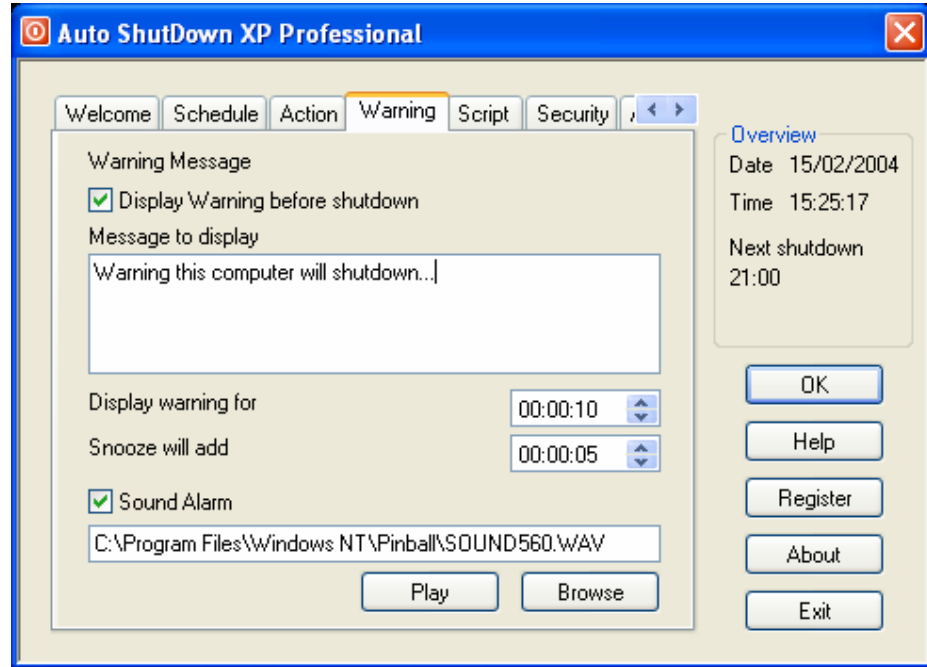 Auto ShutDown XP Professional
Welcome Schedule Action Warning Script Security
Warning Message
Display Warning before shutdown
Message to display
Warning this computer will shutdown...
Display warning for 00:00:10
Snooze will add 00:00:05
Sound Alarm
C:\Program Files\Windows NT\Pinball\SOUND560.WAV
Play Browse
Overview
Date 15/02/2004
Time 15:25:17
Next shutdown
21:00
OK
Help
Register
About
Exit